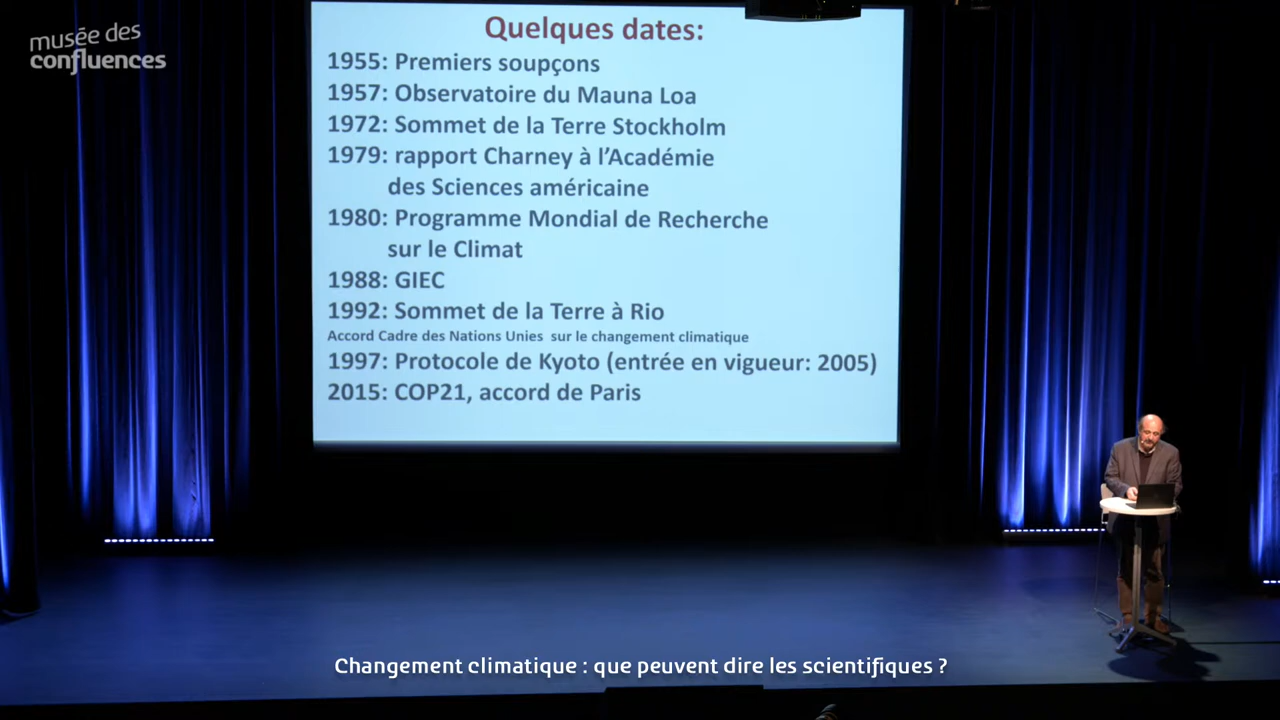 musée des
confluences
Quelques dates:
1955: Premiers soupçons
1957: Observatoire du Mauna Loa
1972: Sommet de la Terre Stockholm
1979: rapport Charney à l’Académie
des Sciences américaine
1980: Programme Mondial de Recherche
sur le Climat
1988: GIEC
1992: Sommet de la Terre à Rio
Accord Cadre des Nations Unies sur le changement climatique
1997: Protocole de Kyoto (entrée en vigueur: 2005)
2015: COP21, accord de Paris
Changement climatique : que peuvent dire les scientifiques ?